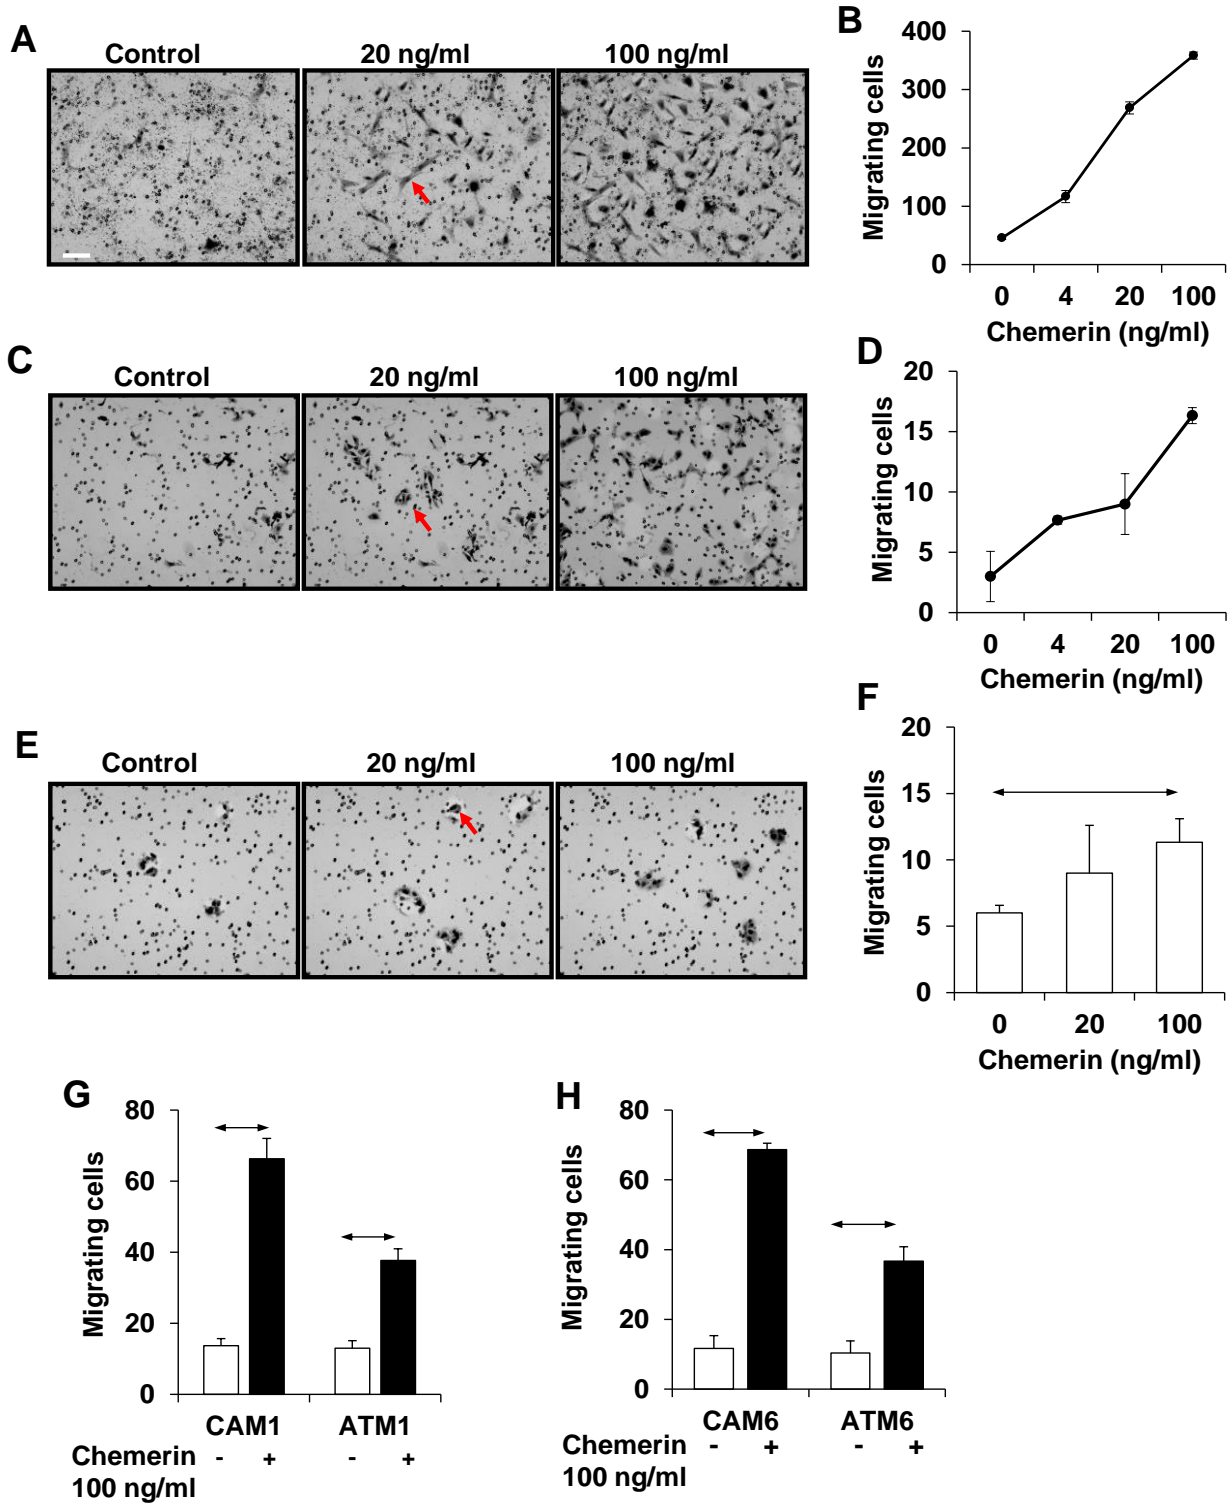 A
Control
20 ng/ml
100 ng/ml
B
400
300
200
100
0
Migrating cells
0 4 20 100
Chemerin (ng/ml)
C
Control
20 ng/ml
100 ng/ml
D
20
15
10
5
0
Migrating cells
0 4 20 100
Chemerin (ng/ml)
E
Control
20 ng/ml
100 ng/ml
F
20
15
10
5
0
Migrating cells
0 20 100
Chemerin (ng/ml)
G
80
60
40
20
0
Migrating cells
CAM1 ATM1
Chemerin - + - +
100 ng/ml
H
80
60
40
20
0
Migrating cells
CAM6 ATM6
Chemerin - + - +
100 ng/ml